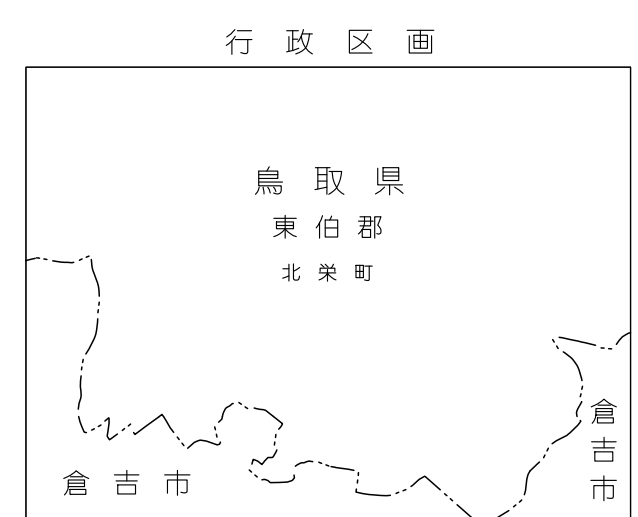 行政区画
鳥取県
東伯郡
北栄町
倉吉市
倉吉市